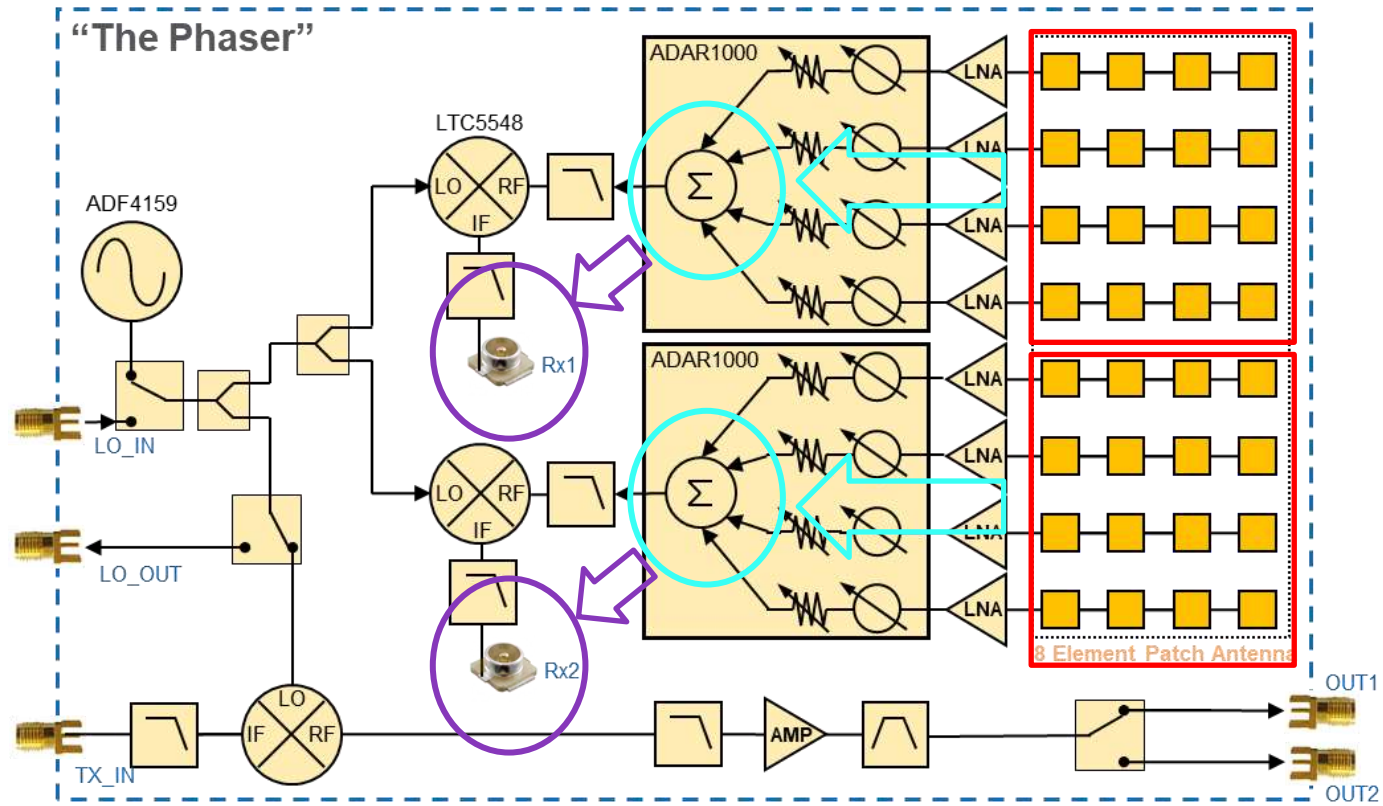 “The Phaser”
ADAR1000
LNA
LTC5548
LNA
LO
RF
Σ
IF
ADF4159
LNA
LNA
Rx1
ADAR1000
LNA
LO_IN
LNA
LO
RF
Σ
IF
LNA
LO_OUT
LNA
8 Element Patch Antenna
Rx2
OUT1
LO
IF
RF
AMP
TX_IN
OUT2